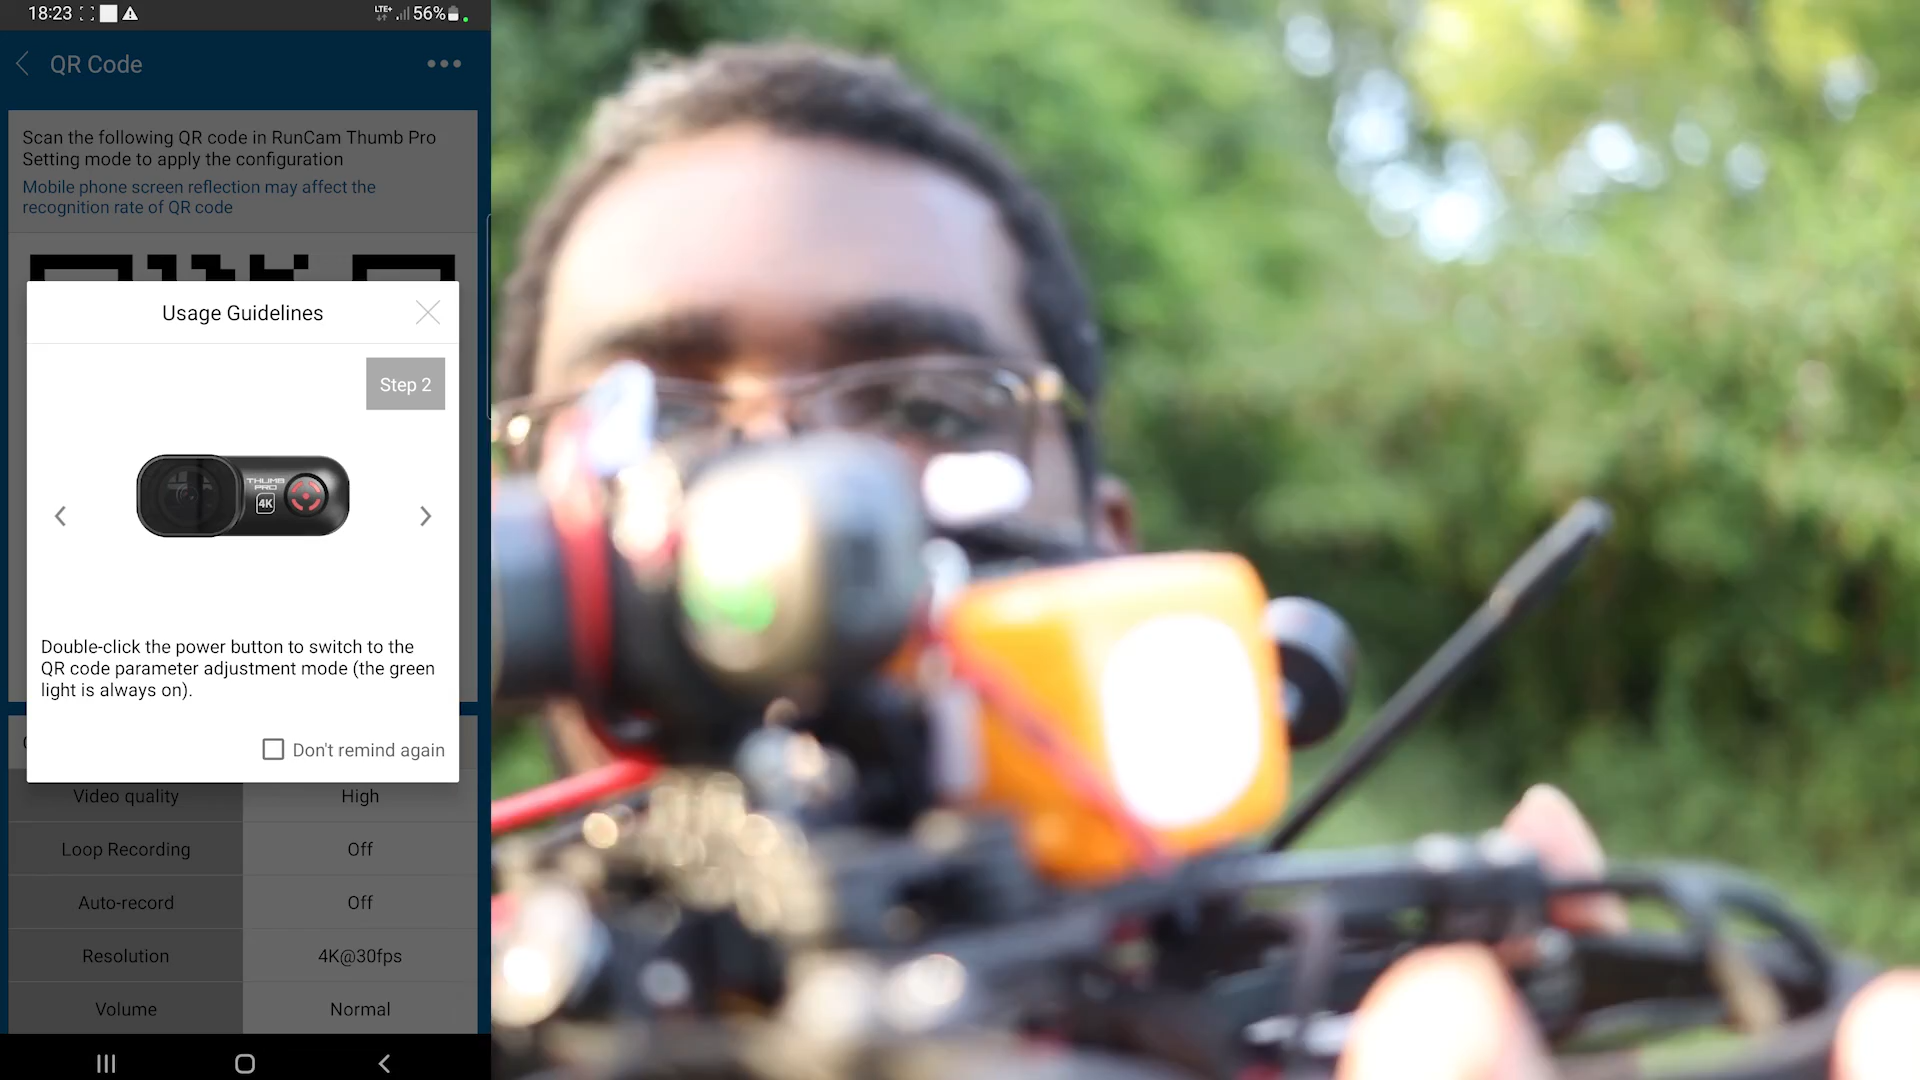 18:23
LTE+
56%
QR Code
Scan the following QR code in RunCam Thumb Pro
Setting mode to apply the configuration
Mobile phone screen reflection may affect the
recognition rate of QR code
Usage Guidelines
Step 2
THUMB
PRO
4K
Double-click the power button to switch to the
QR code parameter adjustment mode (the green
light is always on).
Don't remind again
Video quality High
Loop Recording Off
Auto-record Off
Resolution 4K@30fps
Volume Normal